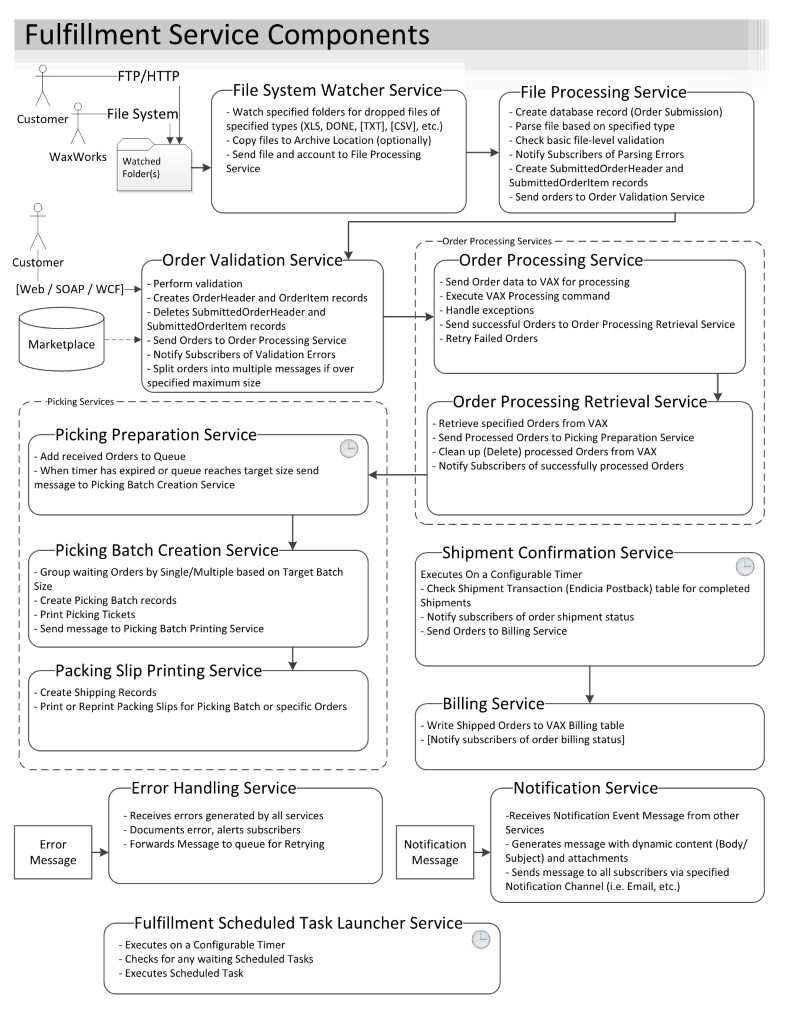 Fulfillment Service Components
FTP/HTTP
Customer
File System
WaxWorks
Watched
Folder(s)
File System Watcher Service
- Watch specified folders for dropped files of
specified types (XLS, DONE, [TXT], [CSV], etc.)
- Copy files to Archive Location (optionally)
- Send file and account to File Processing
Service
File Processing Service
- Create database record (Order Submission)
- Parse file based on specified type
- Check basic file-level validation
- Notify Subscribers of Parsing Errors
- Create SubmittedOrderHeader and
SubmittedOrderItem records
- Send orders to Order Validation Service
Customer
[Web / SOAP / WCF]
Marketplace
Order Validation Service
- Perform validation
- Creates OrderHeader and OrderItem records
- Deletes SubmittedOrderHeader and
SubmittedOrderItem records
- Send Orders to Order Processing Service
- Notify Subscribers of Validation Errors
- Split orders into multiple messages if over
specified maximum size
Order Processing Services
Order Processing Service
- Send Order data to VAX for processing
- Execute VAX Processing command
- Handle exceptions
- Send successful Orders to Order Processing Retrieval Service
- Retry Failed Orders
Order Processing Retrieval Service
- Retrieve specified Orders from VAX
- Send Processed Orders to Picking Preparation Service
- Clean up (Delete) processed Orders from VAX
- Notify Subscribers of successfully processed Orders
Picking Services
Picking Preparation Service
- Add received Orders to Queue
- When timer has expired or queue reaches target size send
message to Picking Batch Creation Service
Picking Batch Creation Service
- Group waiting Orders by Single/Multiple based on Target Batch
Size
- Create Picking Batch records
- Print Picking Tickets
- Send message to Picking Batch Printing Service
Packing Slip Printing Service
- Create Shipping Records
- Print or Reprint Packing Slips for Picking Batch or specific Orders
Shipment Confirmation Service
Executes On a Configurable Timer
- Check Shipment Transaction (Endicia Postback) table for completed
Shipments
- Notify subscribers of order shipment status
- Send Orders to Billing Service
Billing Service
- Write Shipped Orders to VAX Billing table
- [Notify subscribers of order billing status]
Error
Message
Error Handling Service
- Receives errors generated by all services
- Documents error, alerts subscribers
- Forwards Message to queue for Retrying
Notification
Message
Notification Service
-Receives Notification Event Message from other
Services
- Generates message with dynamic content (Body/
Subject) and attachments
- Sends message to all subscribers via specified
Notification Channel (i.e. Email, etc.)
Fulfillment Scheduled Task Launcher Service
- Executes on a Configurable Timer
- Checks for any waiting Scheduled Tasks
- Executes Scheduled Task